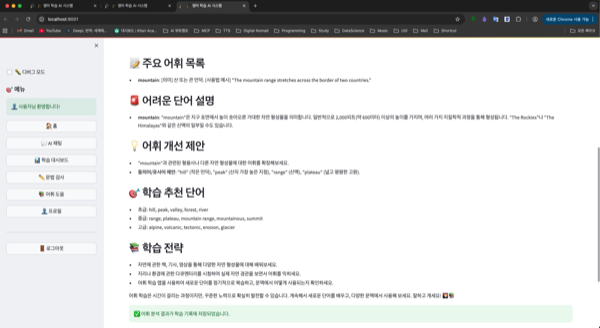 영어 학습 AI 시스템
영어 학습 AI 시스템
영어 학습 AI 시스템
localhost:8501
새로운 Chrome 사용 가능
Gmail
YouTube
Digital Nomad
Programming
Study
DataScience
Music
Util
Mail
Shortcut
디버그 모드
메뉴
사용자님 환영합니다!
홈
AI 채팅
학습 대시보드
문법 검사
어휘 도움
프로필
로그아웃
주요 어휘 목록
mountain: [의미] 산 또는 큰 언덕, [사용법 예시] "The mountain range stretches across the border of two countries."
어려운 단어 설명
mountain: "mountain"은 지구 표면에서 높이 솟아오른 거대한 자연 형성물을 의미합니다. 일반적으로 2,000피트(약 600미터) 이상의 높이를 가지며, 여러 가지 지질학적 과정을 통해 형성됩니다. "The Rockies"나 "The
Himalayas"와 같은 산맥의 일부일 수도 있습니다.
어휘 개선 제안
"mountain"과 관련된 형용사나 다른 자연 형성물에 대한 어휘를 확장해보세요.
동의어/유사어 제안: "hill" (작은 언덕), "peak" (산의 가장 높은 지점), "range" (산맥), "plateau" (넓고 평평한 고원).
학습 추천 단어
초급: hill, peak, valley, forest, river
중급: range, plateau, mountain range, mountainous, summit
고급: alpine, volcanic, tectonic, erosion, glacier
학습 전략
자연에 관한 책, 기사, 영상을 통해 다양한 자연 형성물에 대해 배워보세요.
지리나 환경에 관한 다큐멘터리를 시청하여 실제 자연 경관을 보면서 어휘를 익히세요.
어휘 학습 앱을 사용하여 새로운 단어를 정기적으로 복습하고, 문맥에서 어떻게 사용되는지 확인하세요.
어휘 학습은 시간이 걸리는 과정이지만, 꾸준한 노력으로 확실히 발전할 수 있습니다. 계속해서 새로운 단어를 배우고, 다양한 문맥에서 사용해 보세요. 잘하고 계세요!
어휘 분석 결과가 학습 기록에 저장되었습니다.